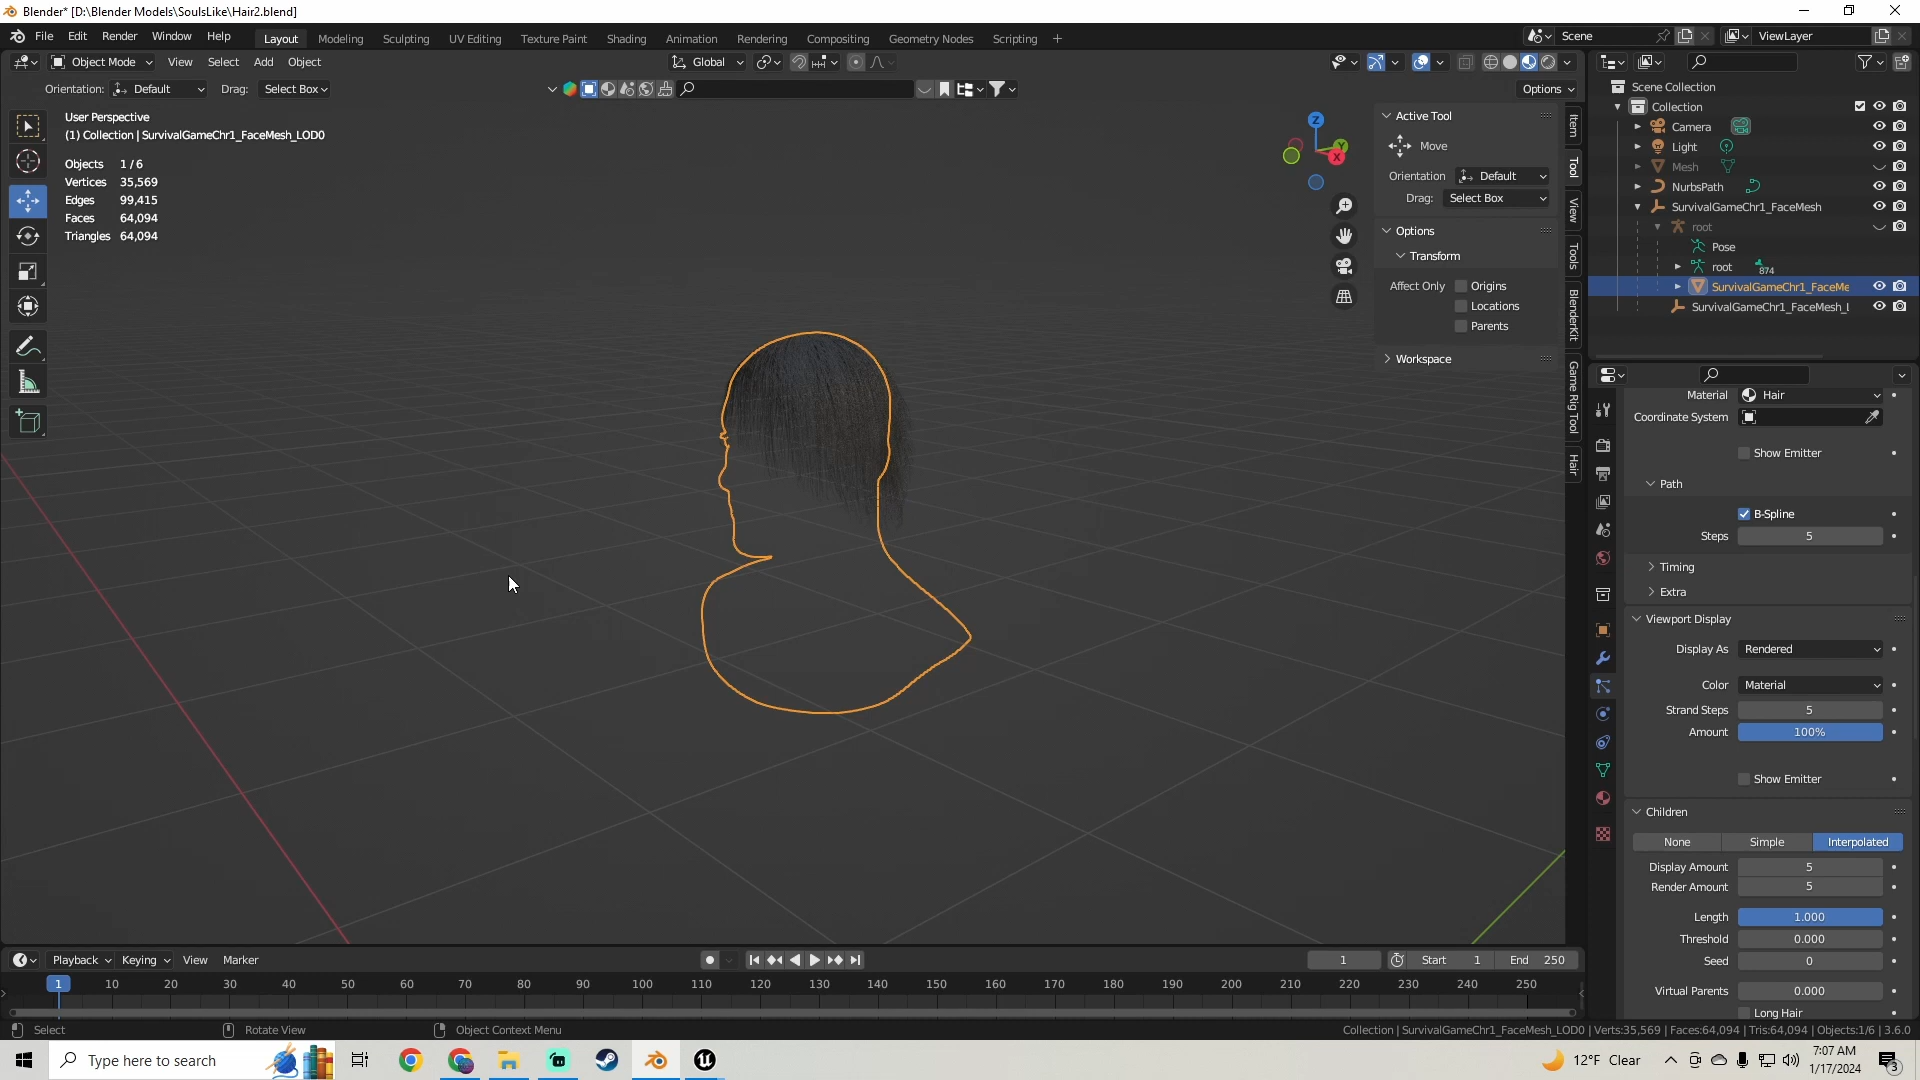 Blender* [D:\Blender Models\SoulsLike\Hair2.blend]
File Edit Render Window Help Layout Modeling Sculpting UV Editing Texture Paint Shading Animation Rendering Compositing Geometry Nodes Scripting + Scene ViewLayer
Object Mode View Select Add Object Global
Orientation: Default Drag: Select Box Options
User Perspective
(1) Collection | SurvivalGameChr1_FaceMesh_LOD0
Objects 1/6
Vertices 35,569
Edges 99,415
Faces 64,094
Triangles 64,094
Z
Y
X
Active Tool
Move
Orientation Default
Drag: Select Box
Options
Transform
Affect Only Origins
Locations
Parents
Workspace
Item
Tool
View
Tools
BlenderKit
Game Rig Tool
Hair
Scene Collection
Collection
Camera
Light
Mesh
NurbsPath
SurvivalGameChr1_FaceMesh
root
Pose
root 874
SurvivalGameChr1_FaceMe
SurvivalGameChr1_FaceMesh_l
Material Hair
Coordinate System
Show Emitter
Path
B-Spline
Steps 5
Timing
Extra
Viewport Display
Display As Rendered
Color Material
Strand Steps 5
Amount 100%
Show Emitter
Children
None Simple Interpolated
Display Amount 5
Render Amount 5
Length 1.000
Threshold 0.000
Seed 0
Virtual Parents 0.000
Long Hair
Playback Keying View Marker 1 Start 1 End 250
1 10 20 30 40 50 60 70 80 90 100 110 120 130 140 150 160 170 180 190 200 210 220 230 240 250
Select Rotate View Object Context Menu Collection | SurvivalGameChr1_FaceMesh_LOD0 | Verts:35,569 | Faces:64,094 | Tris:64,094 | Objects:1/6 | 3.6.0
Type here to search 12°F Clear 7:07 AM
1/17/2024
3